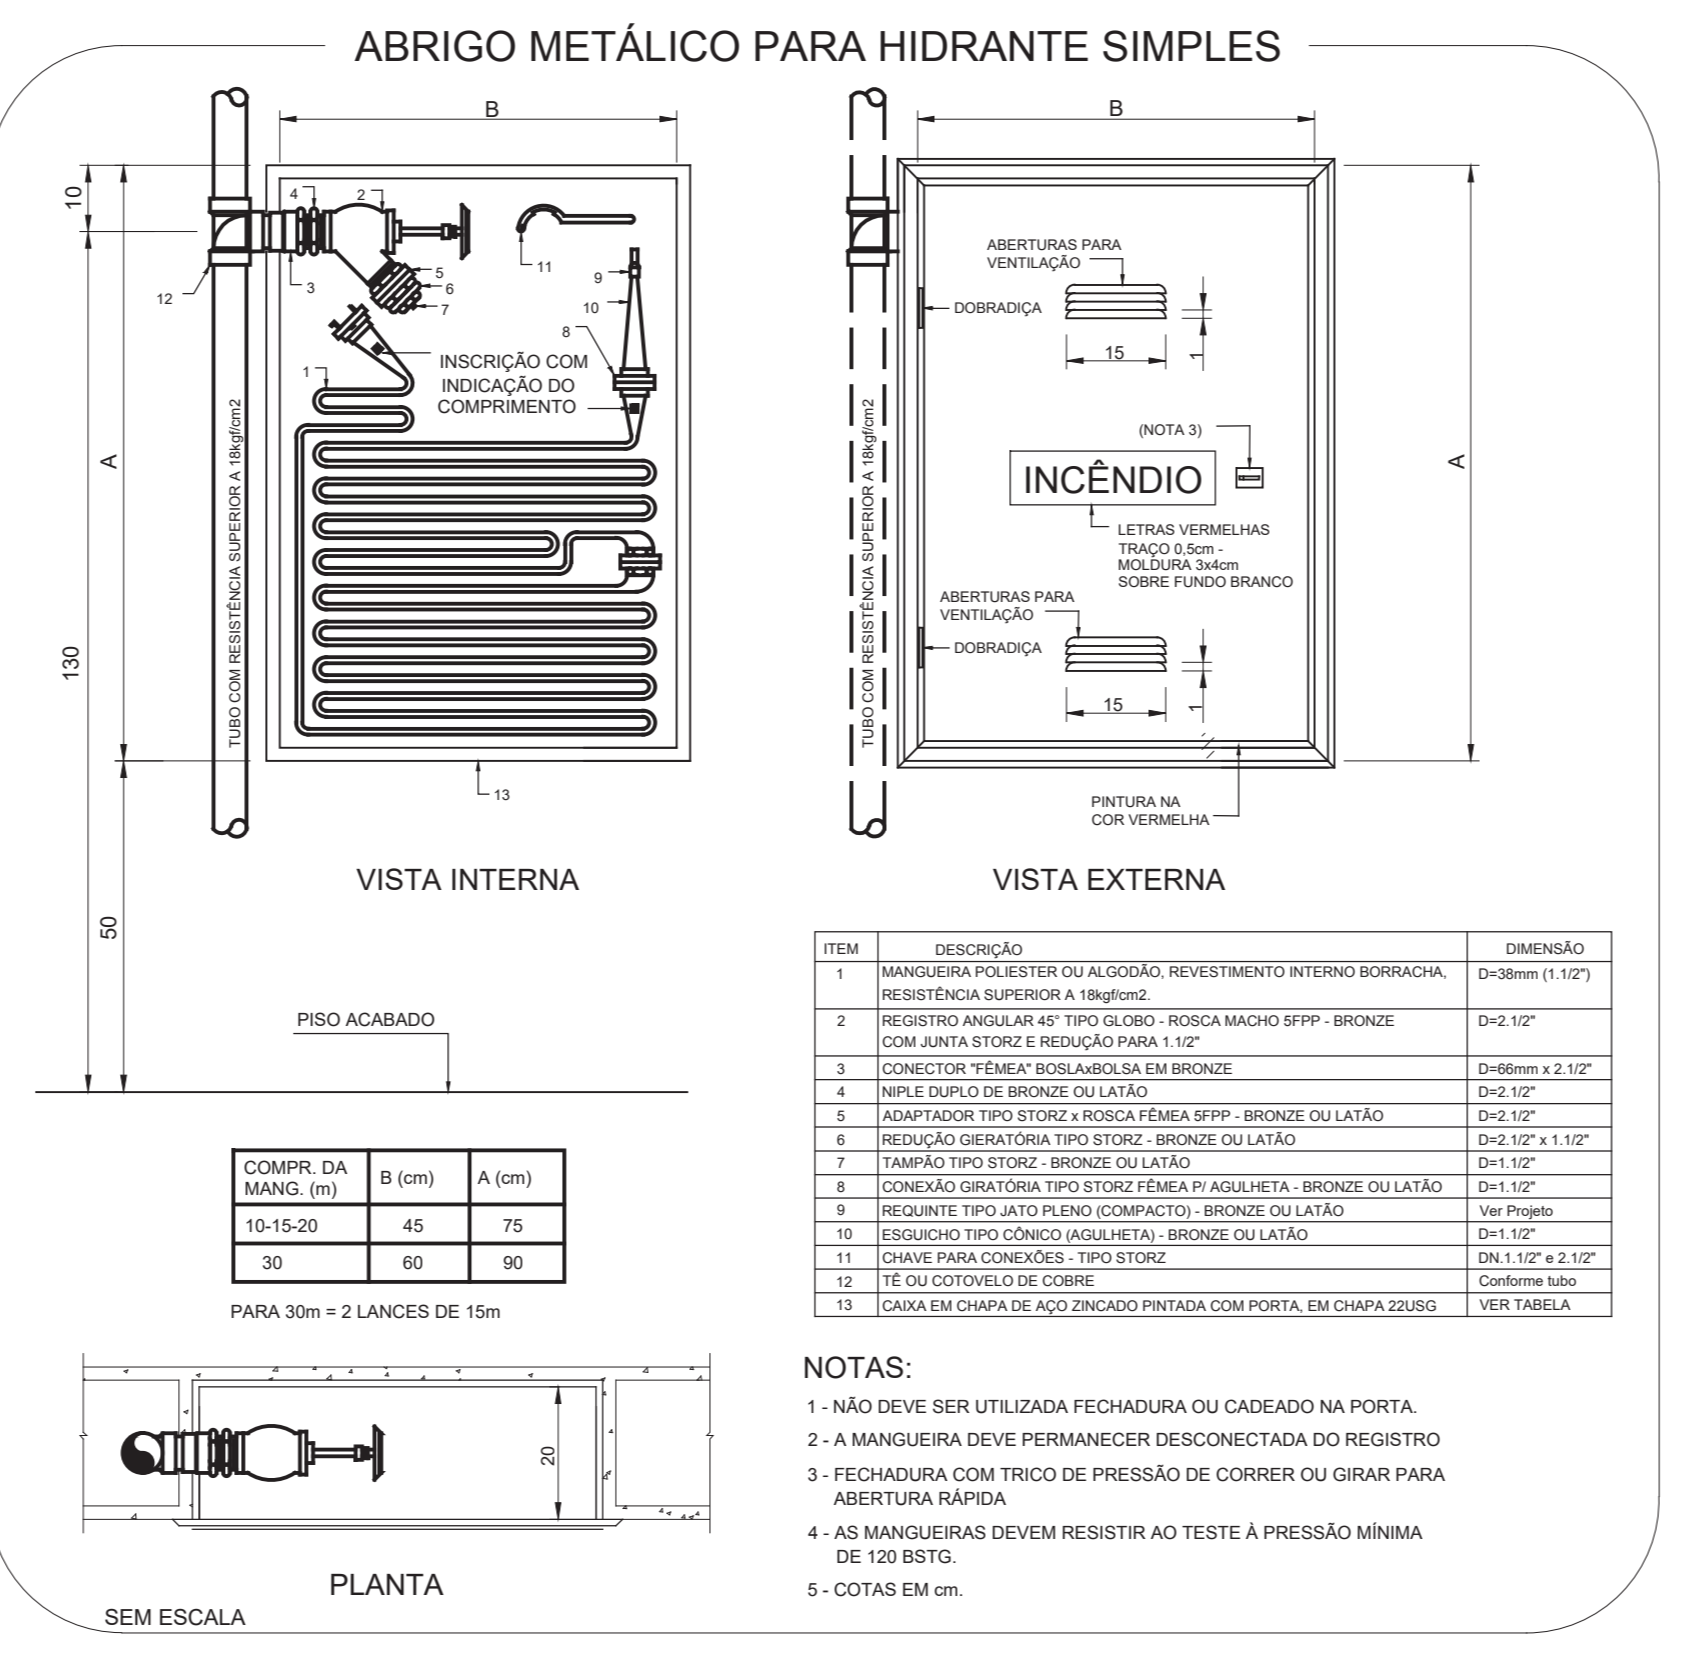 ABRIGO METÁLICO PARA HIDRANTE SIMPLES
B
10
A
130
50
4
2
3
12
5
6
7
11
9
10
8
1
INSCRIÇÃO COM
INDICAÇÃO DO
COMPRIMENTO
TUBO COM RESISTÊNCIA SUPERIOR A 18kgf/cm2
13
VISTA INTERNA
PISO ACABADO
B
A
ABERTURAS PARA
VENTILAÇÃO
DOBRADIÇA
15
1
(NOTA 3)
INCÊNDIO
LETRAS VERMELHAS
TRAÇO 0,5cm -
MOLDURA 3x4cm
SOBRE FUNDO BRANCO
ABERTURAS PARA
VENTILAÇÃO
DOBRADIÇA
15
1
TUBO COM RESISTÊNCIA SUPERIOR A 18kgf/cm2
PINTURA NA
COR VERMELHA
VISTA EXTERNA
ITEM DESCRIÇÃO DIMENSÃO
1 MANGUEIRA POLIESTER OU ALGODÃO, REVESTIMENTO INTERNO BORRACHA, D=38mm (1.1/2")
RESISTÊNCIA SUPERIOR A 18kgf/cm2.
2 REGISTRO ANGULAR 45° TIPO GLOBO - ROSCA MACHO 5FPP - BRONZE D=2.1/2"
COM JUNTA STORZ E REDUÇÃO PARA 1.1/2"
3 CONECTOR "FÊMEA" BOSLAxBOLSA EM BRONZE D=66mm x 2.1/2"
4 NIPLE DUPLO DE BRONZE OU LATÃO D=2.1/2"
5 ADAPTADOR TIPO STORZ x ROSCA FÊMEA 5FPP - BRONZE OU LATÃO D=2.1/2"
6 REDUÇÃO GIERATÓRIA TIPO STORZ - BRONZE OU LATÃO D=2.1/2" x 1.1/2"
7 TAMPÃO TIPO STORZ - BRONZE OU LATÃO D=1.1/2"
8 CONEXÃO GIRATÓRIA TIPO STORZ FÊMEA P/ AGULHETA - BRONZE OU LATÃO D=1.1/2"
9 REQUINTE TIPO JATO PLENO (COMPACTO) - BRONZE OU LATÃO Ver Projeto
10 ESGUICHO TIPO CÔNICO (AGULHETA) - BRONZE OU LATÃO D=1.1/2"
11 CHAVE PARA CONEXÕES - TIPO STORZ DN.1.1/2" e 2.1/2"
12 TÊ OU COTOVELO DE COBRE Conforme tubo
13 CAIXA EM CHAPA DE AÇO ZINCADO PINTADA COM PORTA, EM CHAPA 22USG VER TABELA
COMPR. DA
MANG. (m) B (cm) A (cm)
10-15-20 45 75
30 60 90
PARA 30m = 2 LANCES DE 15m
20
PLANTA
SEM ESCALA
NOTAS:
1 - NÃO DEVE SER UTILIZADA FECHADURA OU CADEADO NA PORTA.
2 - A MANGUEIRA DEVE PERMANECER DESCONECTADA DO REGISTRO
3 - FECHADURA COM TRICO DE PRESSÃO DE CORRER OU GIRAR PARA
ABERTURA RÁPIDA
4 - AS MANGUEIRAS DEVEM RESISTIR AO TESTE À PRESSÃO MÍNIMA
DE 120 BSTG.
5 - COTAS EM cm.